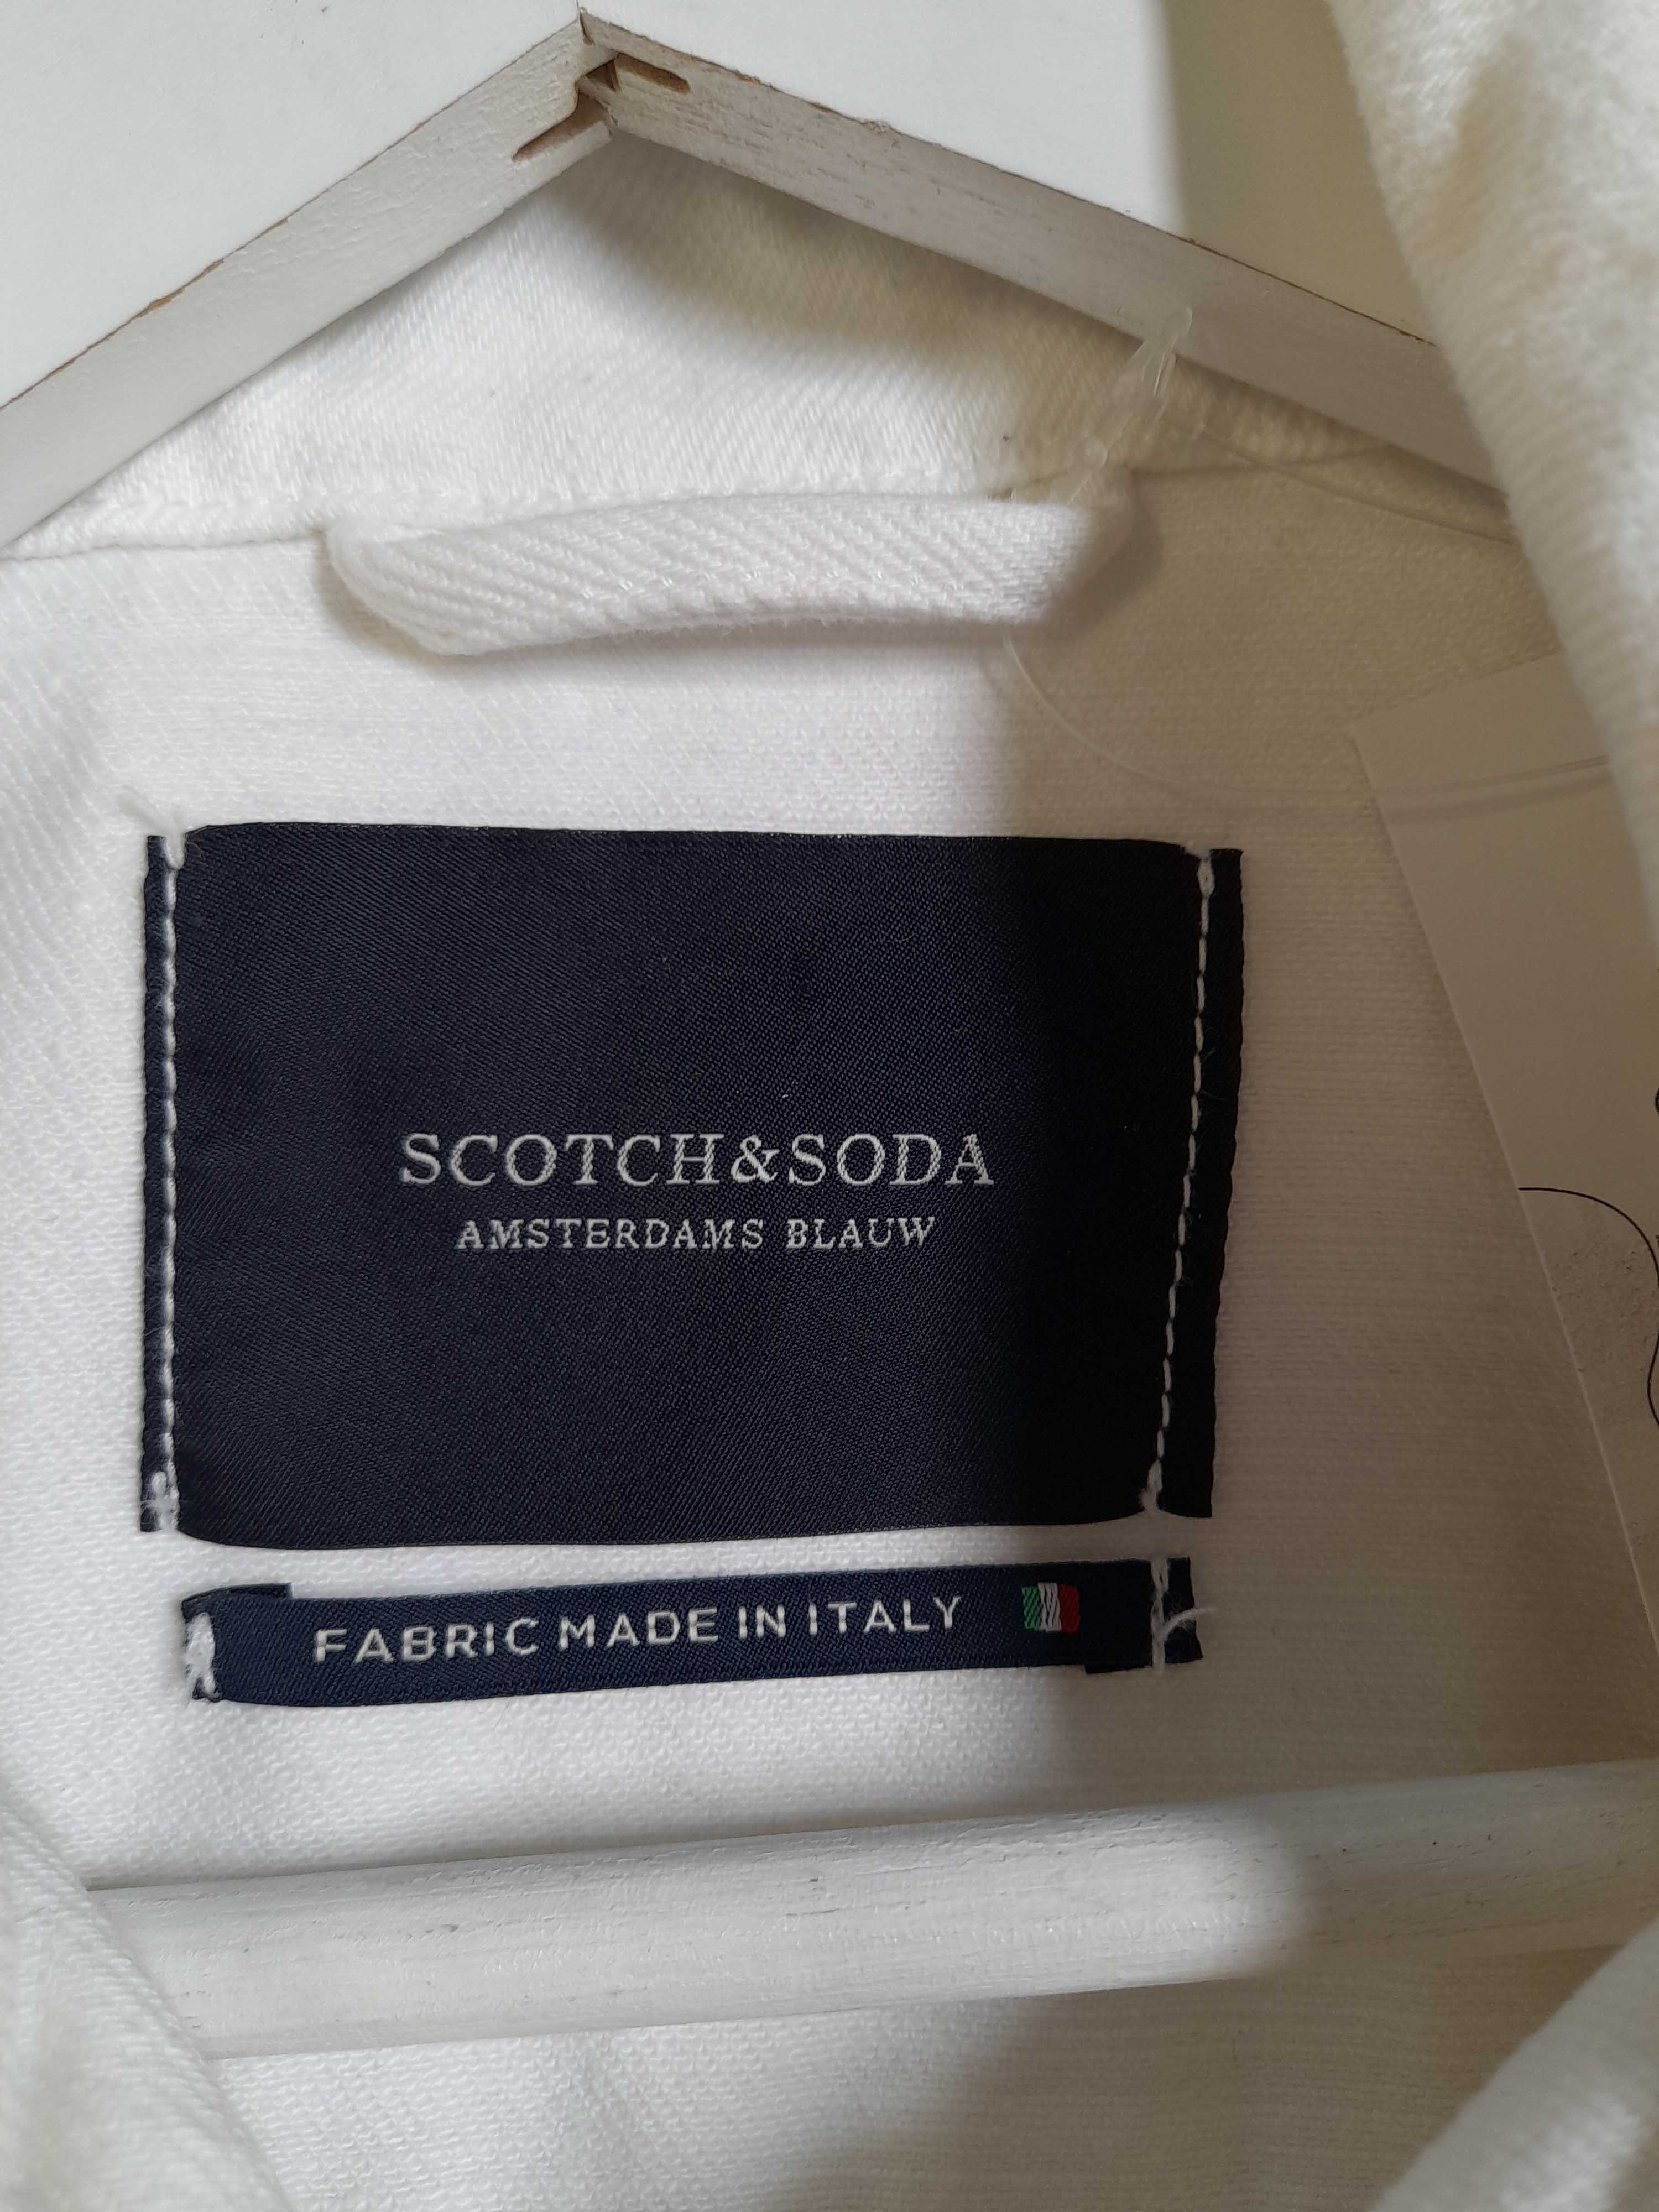 SCOTCH&SODA
AMSTERDAMS BLAUW
FABRIC MADE IN ITALY